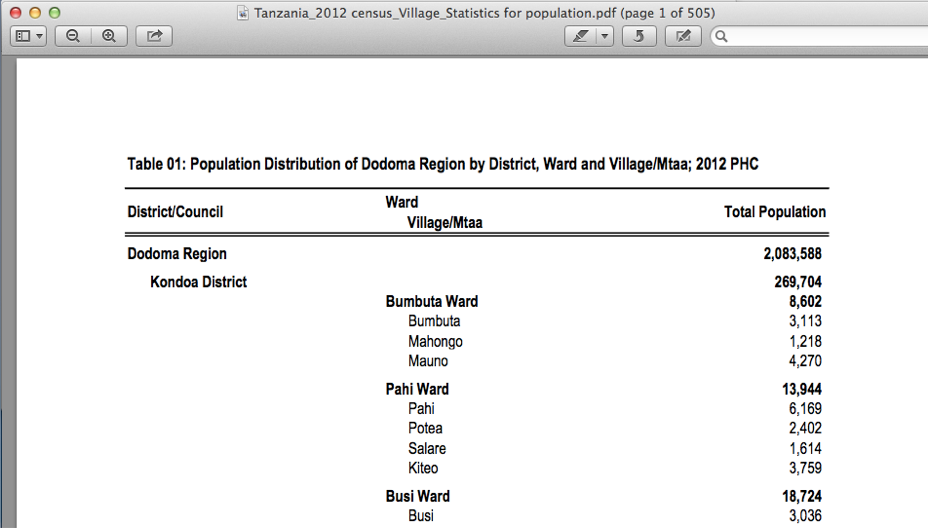 Tanzania_2012 census_Village_Statistics for population.pdf (page 1 of 505)
Table 01: Population Distribution of Dodoma Region by District, Ward and Village/Mtaa; 2012 PHC
District/Council Ward Total Population
Village/Mtaa
Dodoma Region 2,083,588
Kondoa District 269,704
Bumbuta Ward 8,602
Bumbuta 3,113
Mahongo 1,218
Mauno 4,270
Pahi Ward 13,944
Pahi 6,169
Potea 2,402
Salare 1,614
Kiteo 3,759
Busi Ward 18,724
Busi 3,036